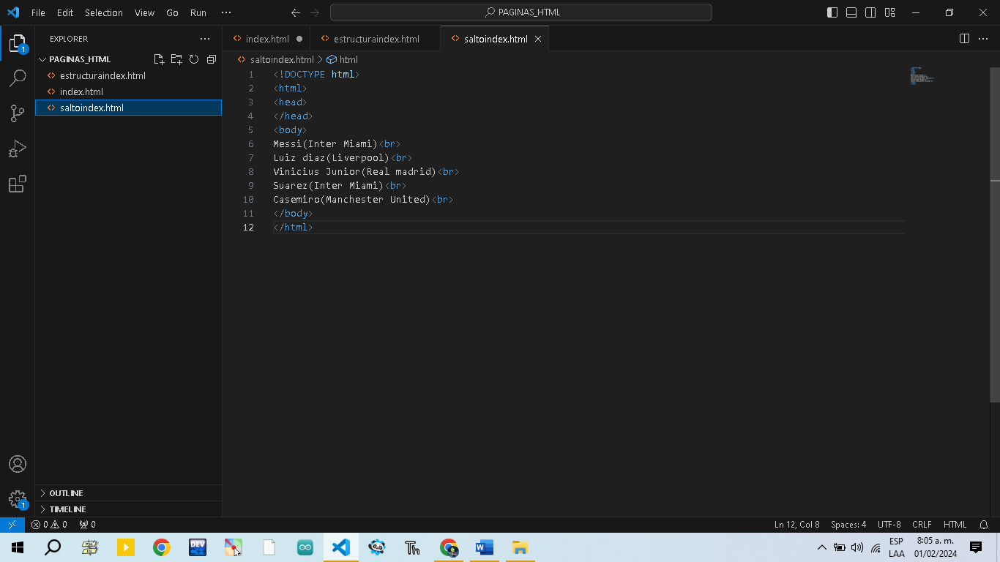 File Edit Selection View Go Run ··· PAGINAS_HTML
EXPLORER ··· index.html estructuraindex.html saltoindex.html
PAGINAS_HTML saltoindex.html > html
estructuraindex.html
index.html
saltoindex.html
1 <!DOCTYPE html>
2 <html>
3 <head>
4 </head>
5 <body>
6 Messi(Inter Miami)<br>
7 Luiz diaz(Liverpool)<br>
8 Vinicius Junior(Real madrid)<br>
9 Suarez(Inter Miami)<br>
10 Casemiro(Manchester United)<br>
11 </body>
12 </html>
1
1
OUTLINE
TIMELINE
0 0 0 Ln 12, Col 8 Spaces: 4 UTF-8 CRLF HTML
DEV W Th ESP 8:05 a. m.
LAA 01/02/2024